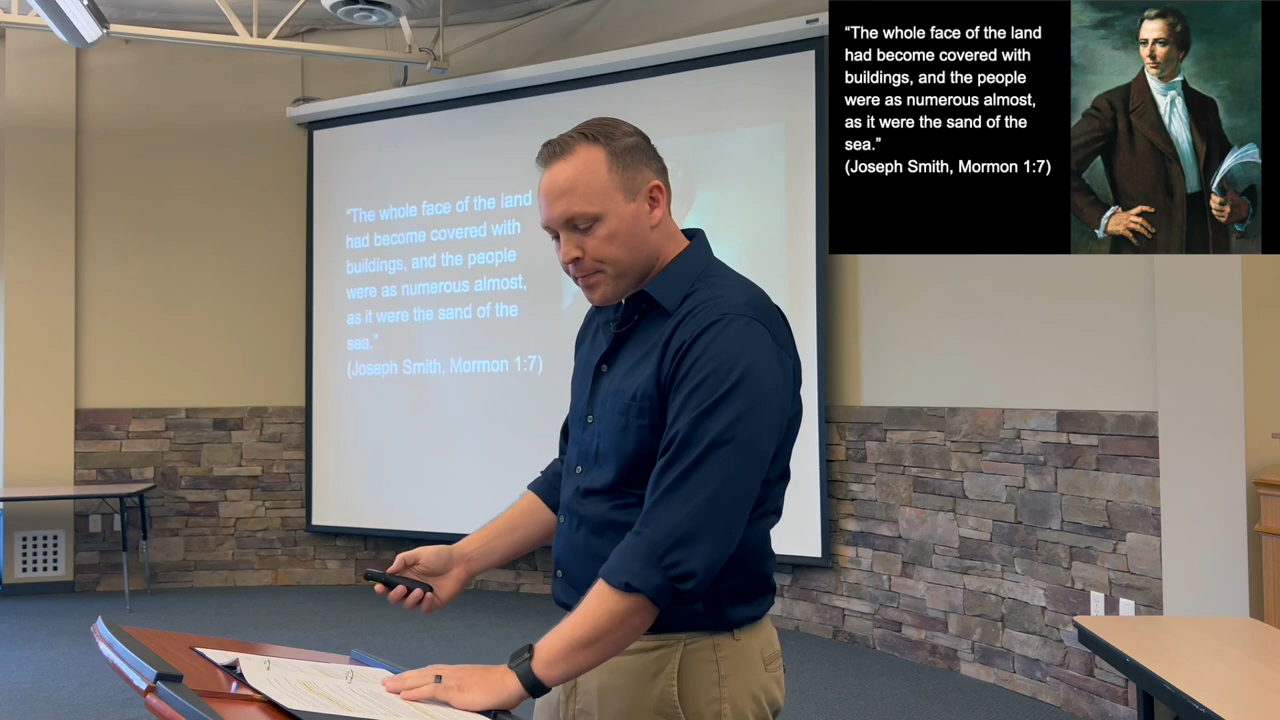 “The whole face of the land
had become covered with
buildings, and the people
were as numerous almost,
as it were the sand of the
sea.”
(Joseph Smith, Mormon 1:7)
“The whole face of the land
had become covered with
buildings, and the people
were as numerous almost,
as it were the sand of the
sea.”
(Joseph Smith, Mormon 1:7)